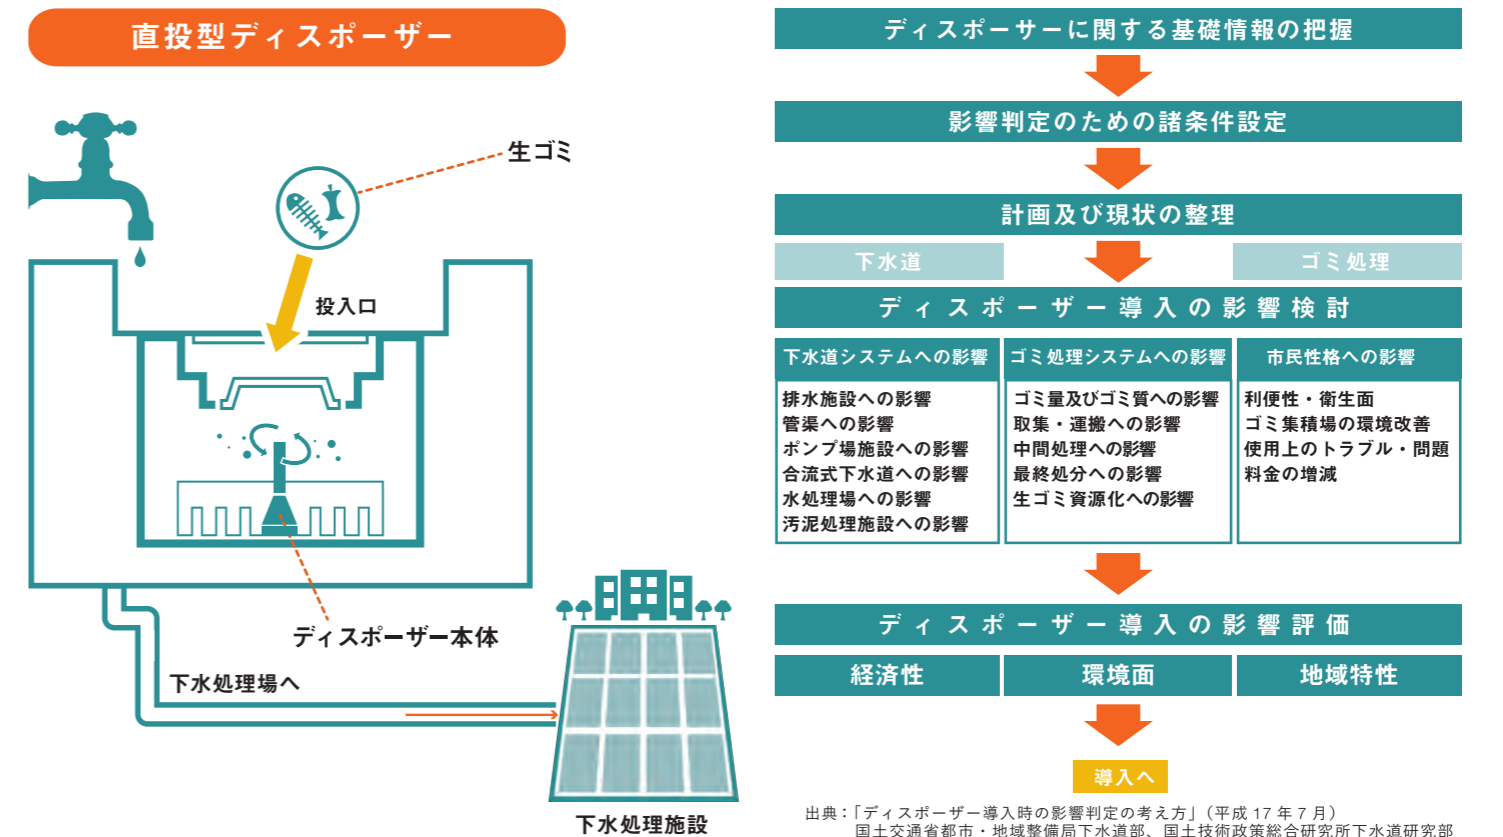 直投型ディスポーザー
生ゴミ
投入口
ディスポーザー本体
下水処理場へ
下水処理施設
ディスポーサーに関する基礎情報の把握
影響判定のための諸条件設定
計画及び現状の整理
下水道
ゴミ処理
ディスポーザー導入の影響検討
下水道システムへの影響
排水施設への影響
管渠への影響
ポンプ場施設への影響
合流式下水道への影響
水処理場への影響
汚泥処理施設への影響
ゴミ処理システムへの影響
ゴミ量及びゴミ質への影響
取集・運搬への影響
中間処理への影響
最終処分への影響
生ゴミ資源化への影響
市民性格への影響
利便性・衛生面
ゴミ集積場の環境改善
使用上のトラブル・問題
料金の増減
ディスポーザー導入の影響評価
経済性
環境面
地域特性
導入へ
出典：「ディスポーザー導入時の影響判定の考え方」（平成 17 年 7 月）
国土交通省都市・地域整備局下水道部、国土技術政策総合研究所下水道研究部